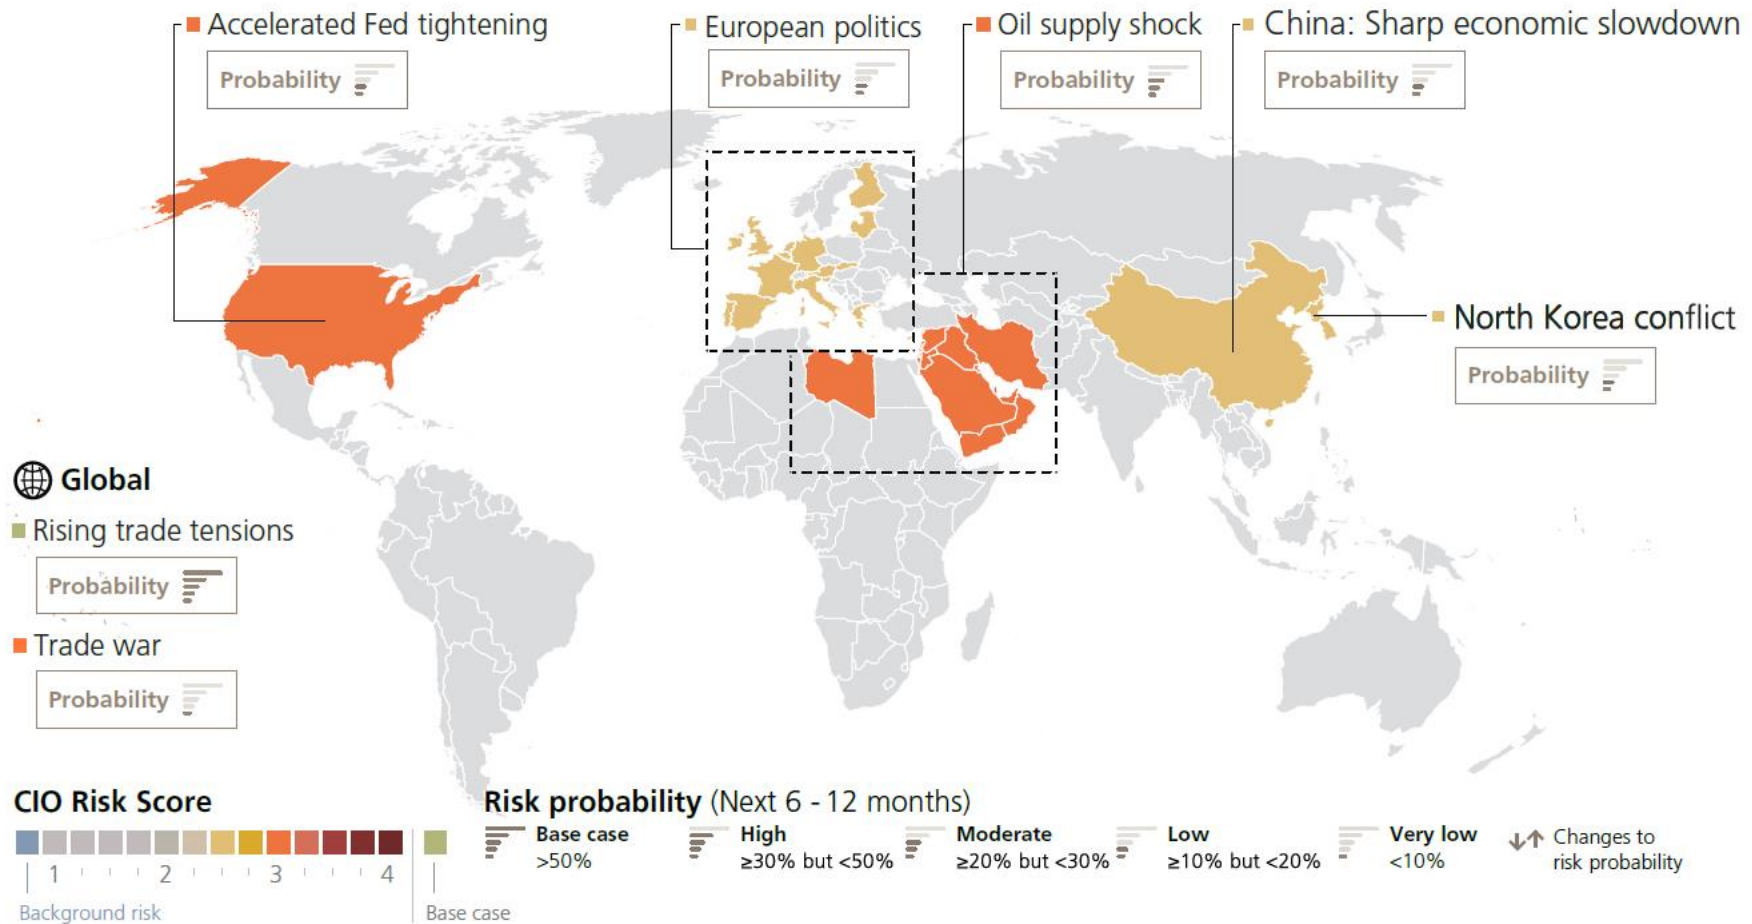 Accelerated Fed tightening
Probability
European politics
Probability
Oil supply shock
Probability
China: Sharp economic slowdown
Probability
North Korea conflict
Probability
Global
Rising trade tensions
Probability
Trade war
Probability
CIO Risk Score
1 2 3 4
Background risk
Base case
Risk probability (Next 6 - 12 months)
Base case
>50%
High
≥30% but <50%
Moderate
≥20% but <30%
Low
≥10% but <20%
Very low
<10%
Changes to
risk probability